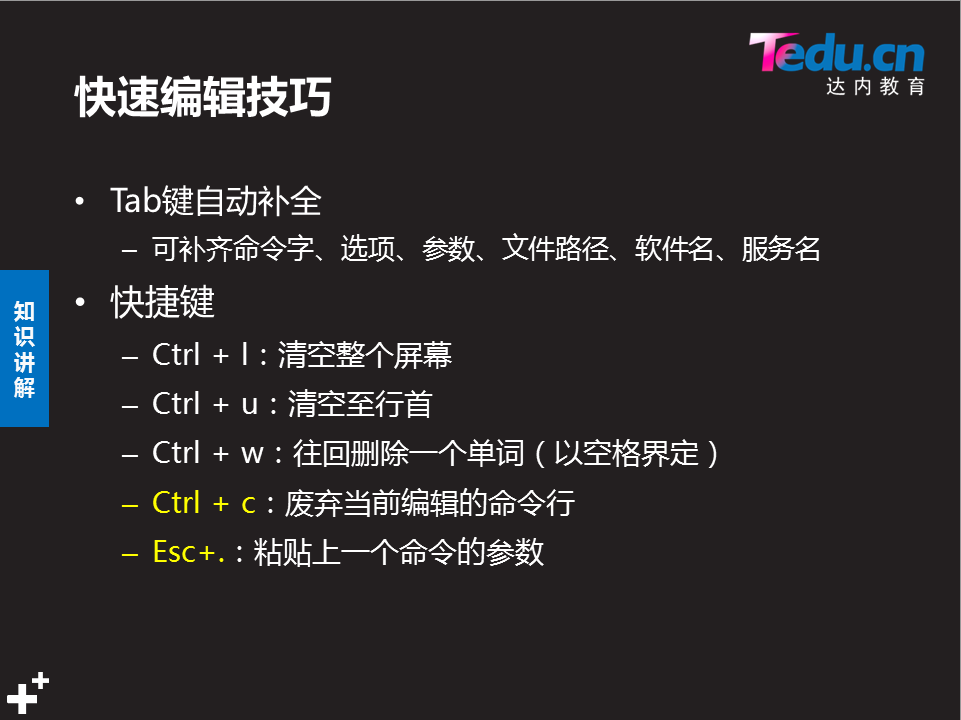 Tedu.cn
达内教育
快速编辑技巧
• Tab键自动补全
– 可补齐命令字、选项、参数、文件路径、软件名、服务名
• 快捷键
– Ctrl + l：清空整个屏幕
– Ctrl + u：清空至行首
– Ctrl + w：往回删除一个单词（以空格界定）
– Ctrl + c：废弃当前编辑的命令行
– Esc+.：粘贴上一个命令的参数
知
识
讲
解